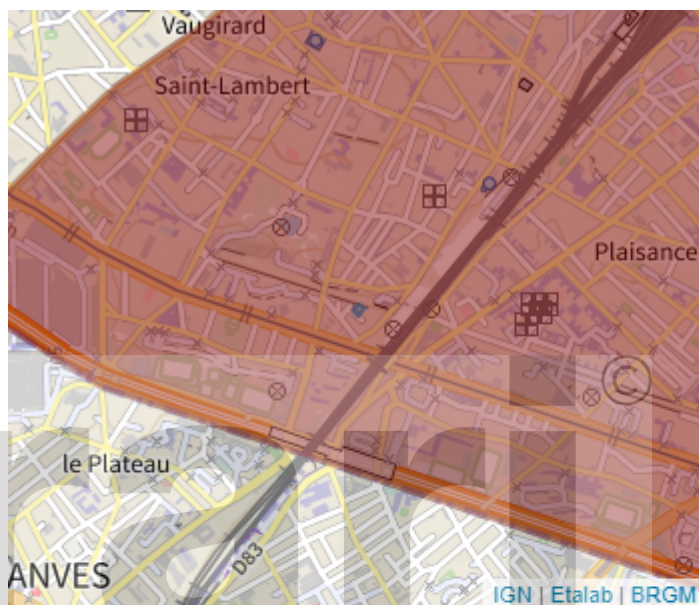 Vaugirard
Saint-Lambert
Plaisance
©
le Plateau
D83
ANVES
IGN | Etalab | BRGM